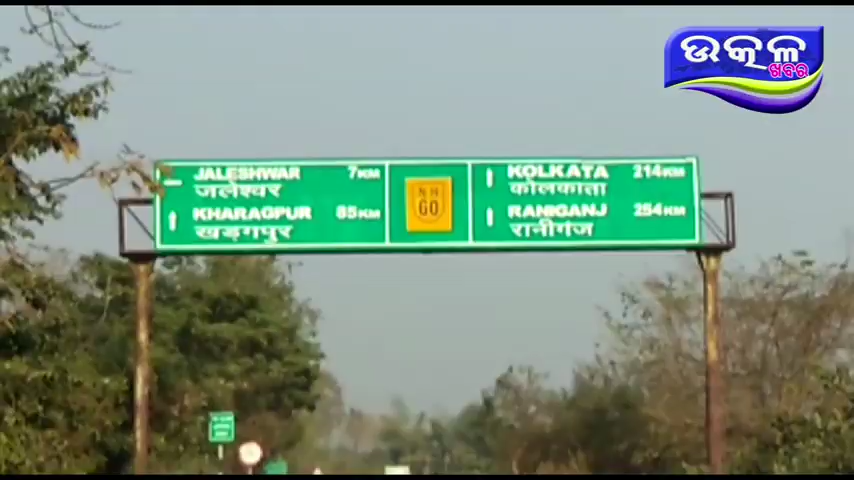 ଉତ୍କଳ
ଖବର
JALESHWAR 7KM
जलेश्वर
KHARAGPUR 85KM
खड़गपुर
NH
60
KOLKATA 214KM
कोलकाता
RANIGANJ 254KM
रानीगंज